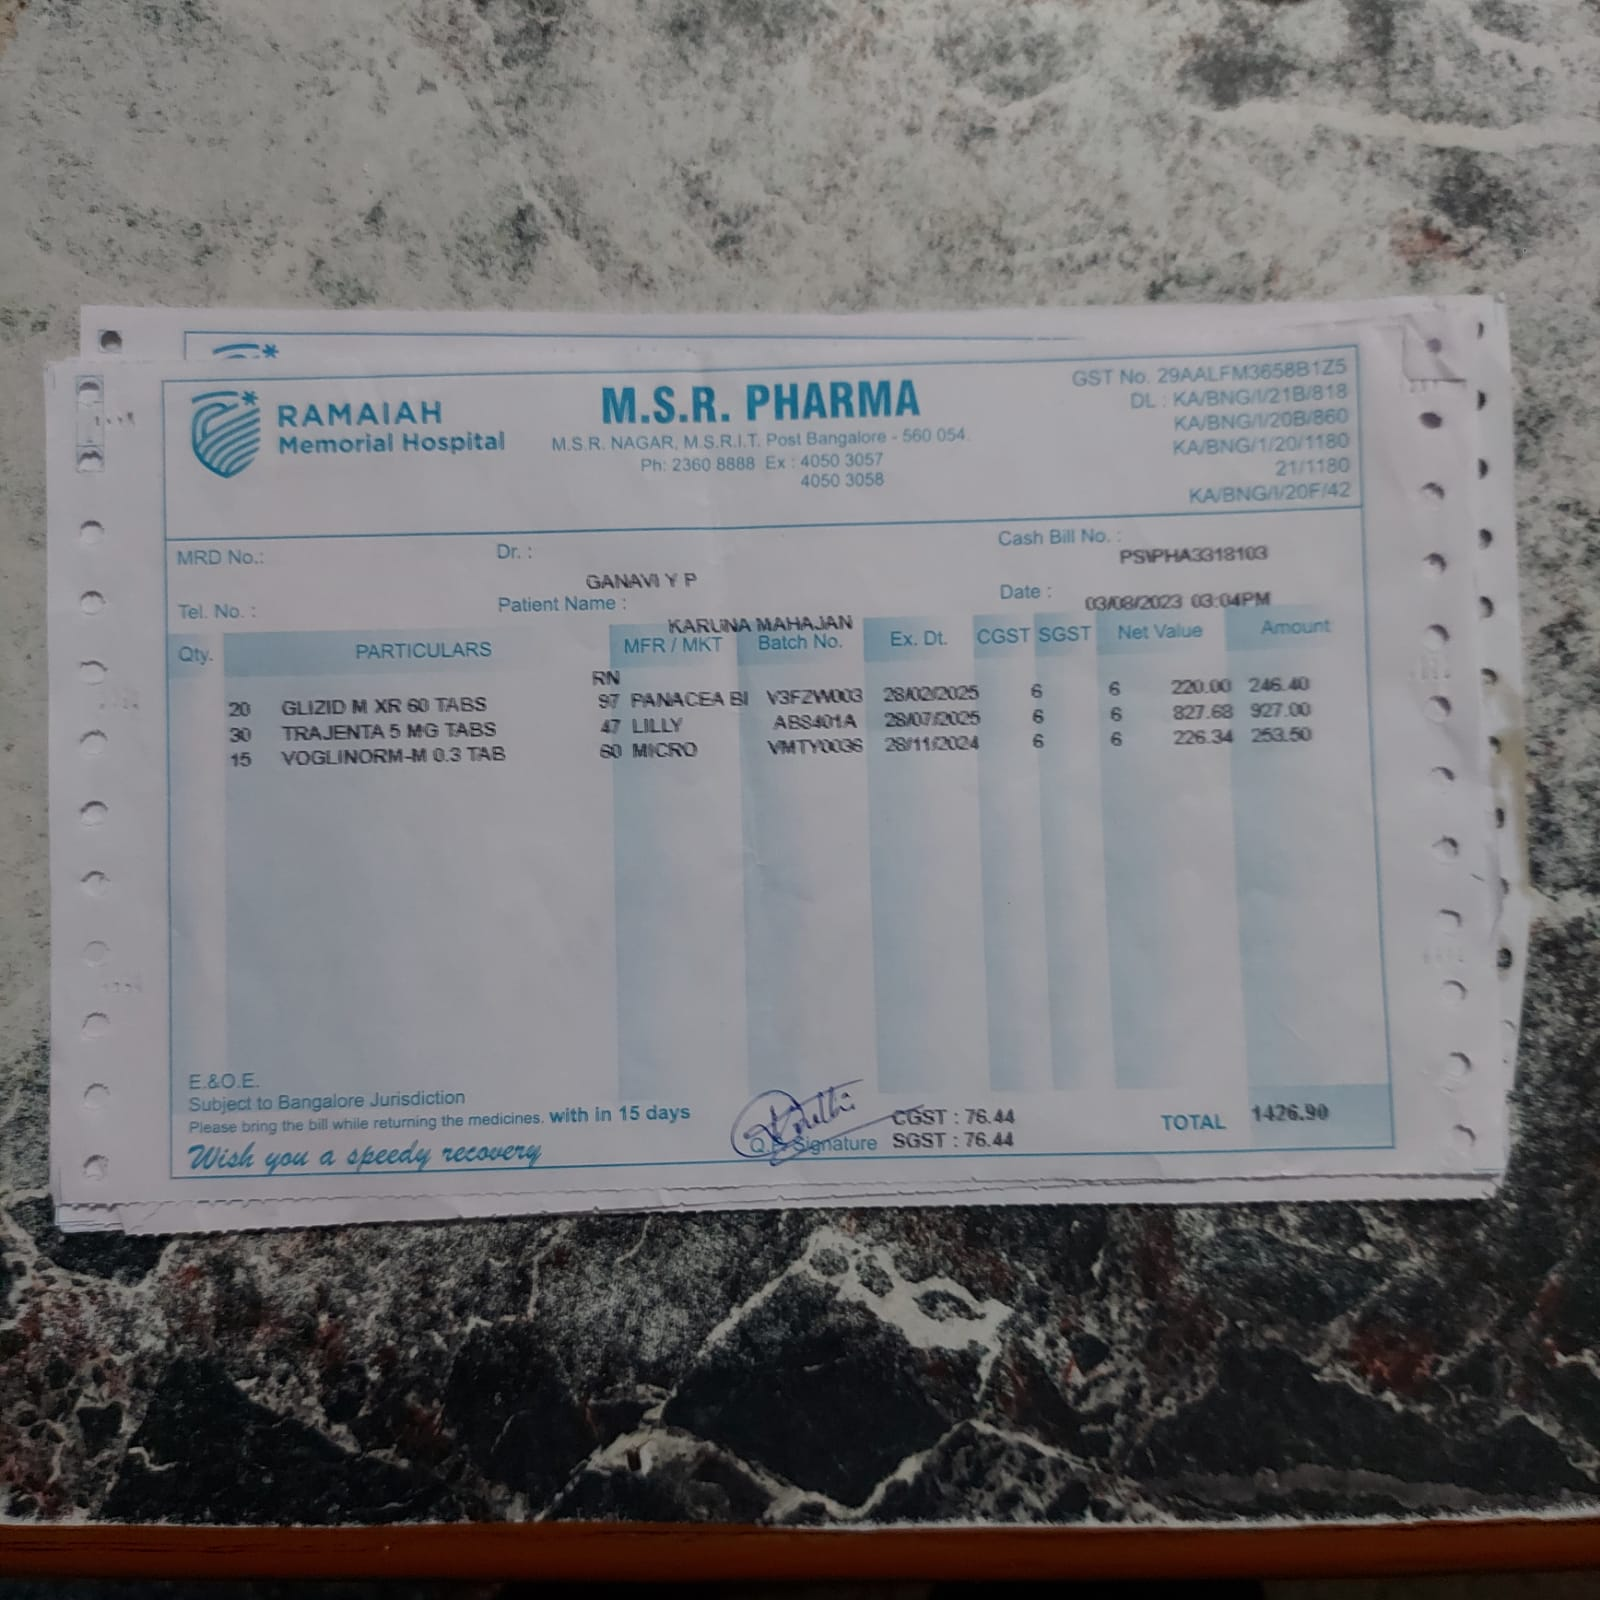 RAMAIAH
Memorial Hospital
M.S.R. PHARMA
M.S.R. NAGAR, M.S.R.I.T. Post Bangalore - 560 054.
Ph: 2360 8888 Ex : 4050 3057
4050 3058
GST No. 29AALFM3658B1Z5
DL : KA/BNG/I/21B/818
KA/BNG/I/20B/860
KA/BNG/1/20/1180
21/1180
KA/BNG/I/20F/42
MRD No.: Dr. : Cash Bill No. :
GANAVI Y P PS\PHA3318103
Tel. No. : Patient Name : Date :
KARUNA MAHAJAN 03/08/2023 03:04PM
Qty. PARTICULARS MFR / MKT Batch No. Ex. Dt. CGST SGST Net Value Amount
RN
20 GLIZID M XR 60 TABS 97 PANACEA BI V3FZW003 28/02/2025 6 6 220.00 246.40
30 TRAJENTA 5 MG TABS 47 LILLY ABS401A 28/07/2025 6 6 827.68 927.00
15 VOGLINORM-M 0.3 TAB 60 MICRO VMTY0036 28/11/2024 6 6 226.34 253.50
E.&O.E.
Subject to Bangalore Jurisdiction
Please bring the bill while returning the medicines. with in 15 days
Wish you a speedy recovery
Signature
CGST : 76.44
SGST : 76.44
TOTAL 1426.90